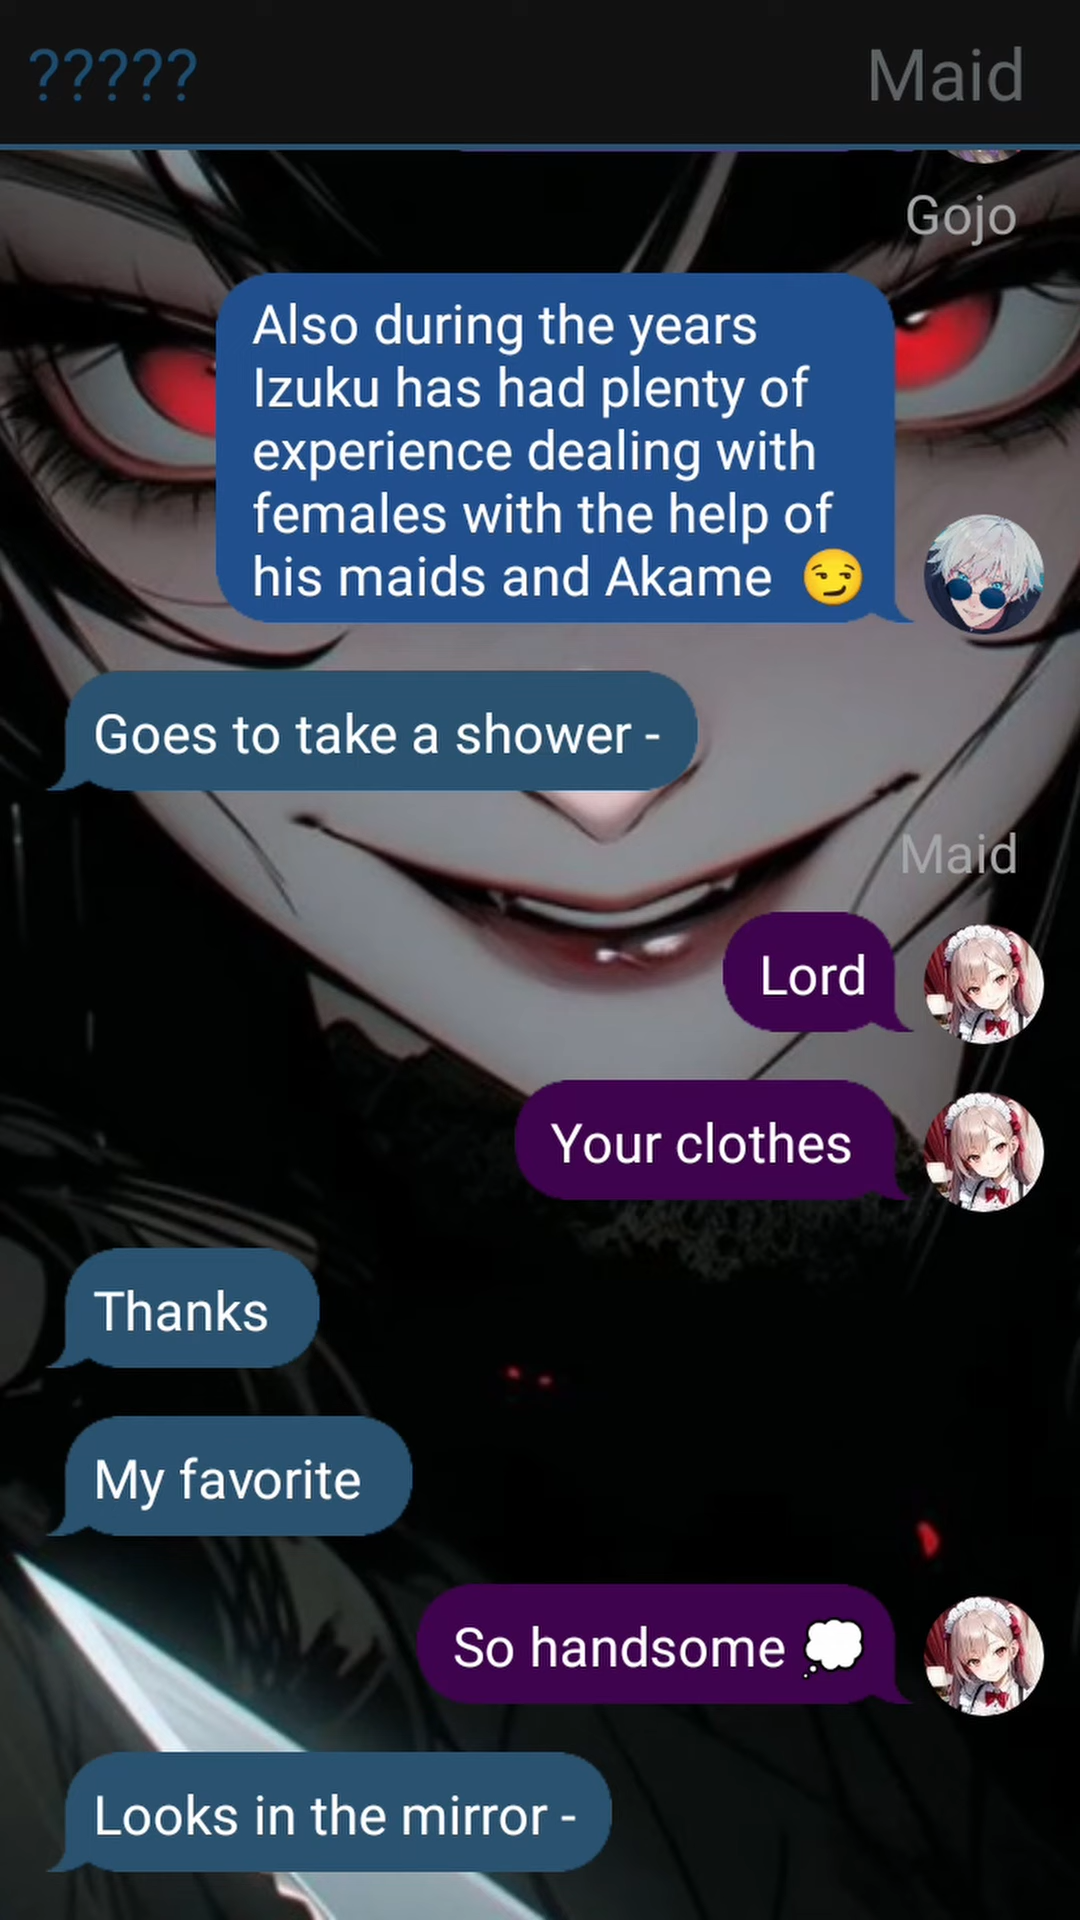 ?????
Maid
Gojo
Also during the years
Izuku has had plenty of
experience dealing with
females with the help of
his maids and Akame 😏
Goes to take a shower -
Maid
Lord
Your clothes
Thanks
My favorite
So handsome 💭
Looks in the mirror -